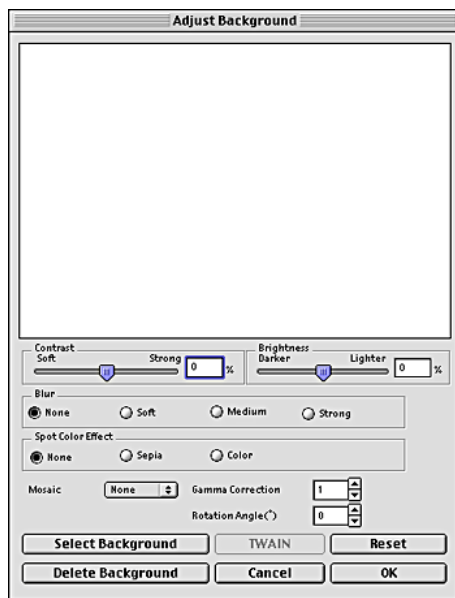 Adjust Background
Contrast
Soft Strong 0 %
Brightness
Darker Lighter 0 %
Blur
None Soft Medium Strong
Spot Color Effect
None Sepia Color
Mosaic None Gamma Correction 1
Rotation Angle(°) 0
Select Background TWAIN Reset
Delete Background Cancel OK